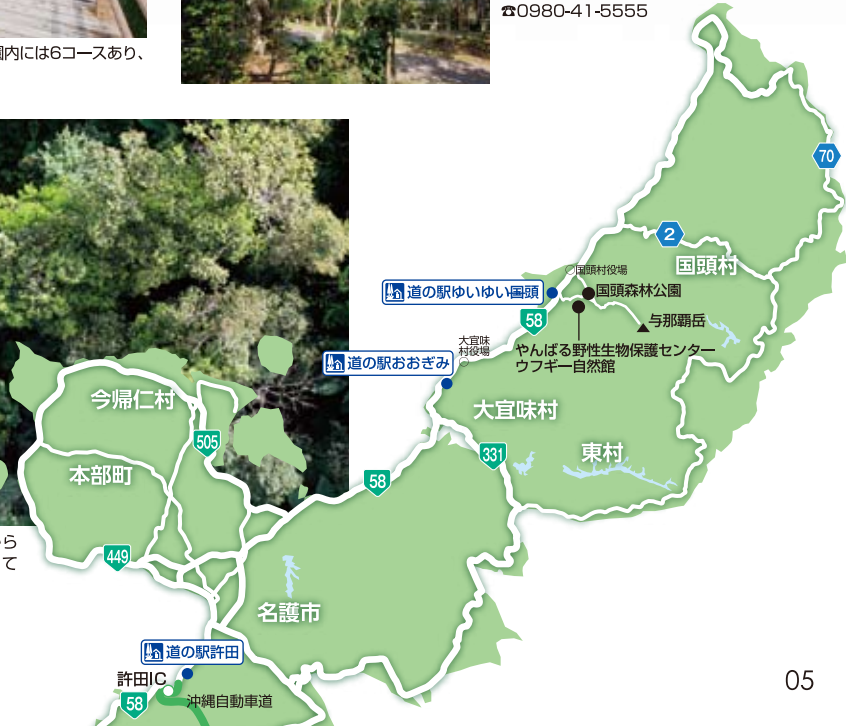 ☎0980-41-5555
園内には6コースあり、
70
2
国頭村
○国頭村役場
道の駅ゆいゆい国頭
国頭森林公園
58
与那覇岳
大宜味
村役場
やんばる野性生物保護センター
ウフギー自然館
道の駅おおぎみ
今帰仁村
大宜味村
505
331
東村
本部町
58
から
て
449
名護市
道の駅許田
許田IC
58
沖縄自動車道
05